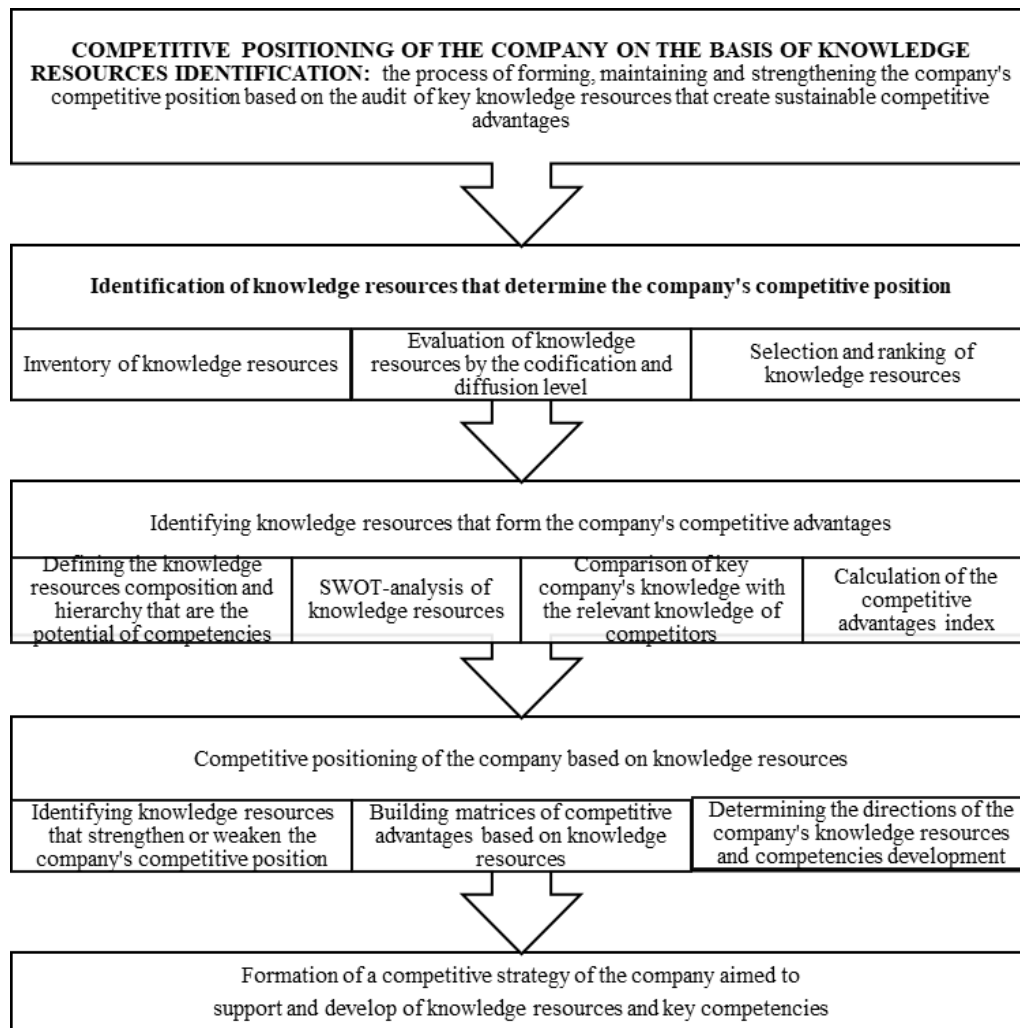 COMPETITIVE POSITIONING OF THE COMPANY ON THE BASIS OF KNOWLEDGE
RESOURCES IDENTIFICATION: the process of forming, maintaining and strengthening the company's
competitive position based on the audit of key knowledge resources that create sustainable competitive
advantages
Identification of knowledge resources that determine the company's competitive position
Inventory of knowledge resources
Evaluation of knowledge
resources by the codification and
diffusion level
Selection and ranking of
knowledge resources
Identifying knowledge resources that form the company's competitive advantages
Defining the knowledge
resources composition and
hierarchy that are the
potential of competencies
SWOT-analysis of
knowledge resources
Comparison of key
company's knowledge with
the relevant knowledge of
competitors
Calculation of the
competitive
advantages index
Competitive positioning of the company based on knowledge resources
Identifying knowledge resources
that strengthen or weaken the
company's competitive position
Building matrices of competitive
advantages based on knowledge
resources
Determining the directions of the
company's knowledge resources
and competencies development
Formation of a competitive strategy of the company aimed to
support and develop of knowledge resources and key competencies